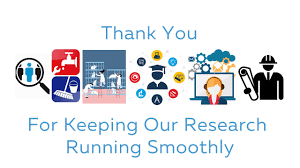 Thank You
For Keeping Our Research
Running Smoothly